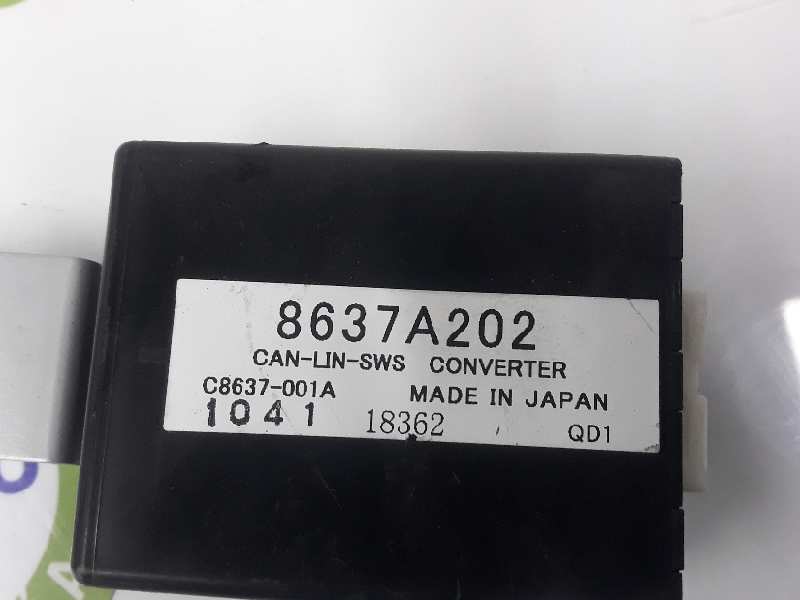 8637A202
CAN-LIN-SWS CONVERTER
C8637-001A MADE IN JAPAN
1041 18362 QD1